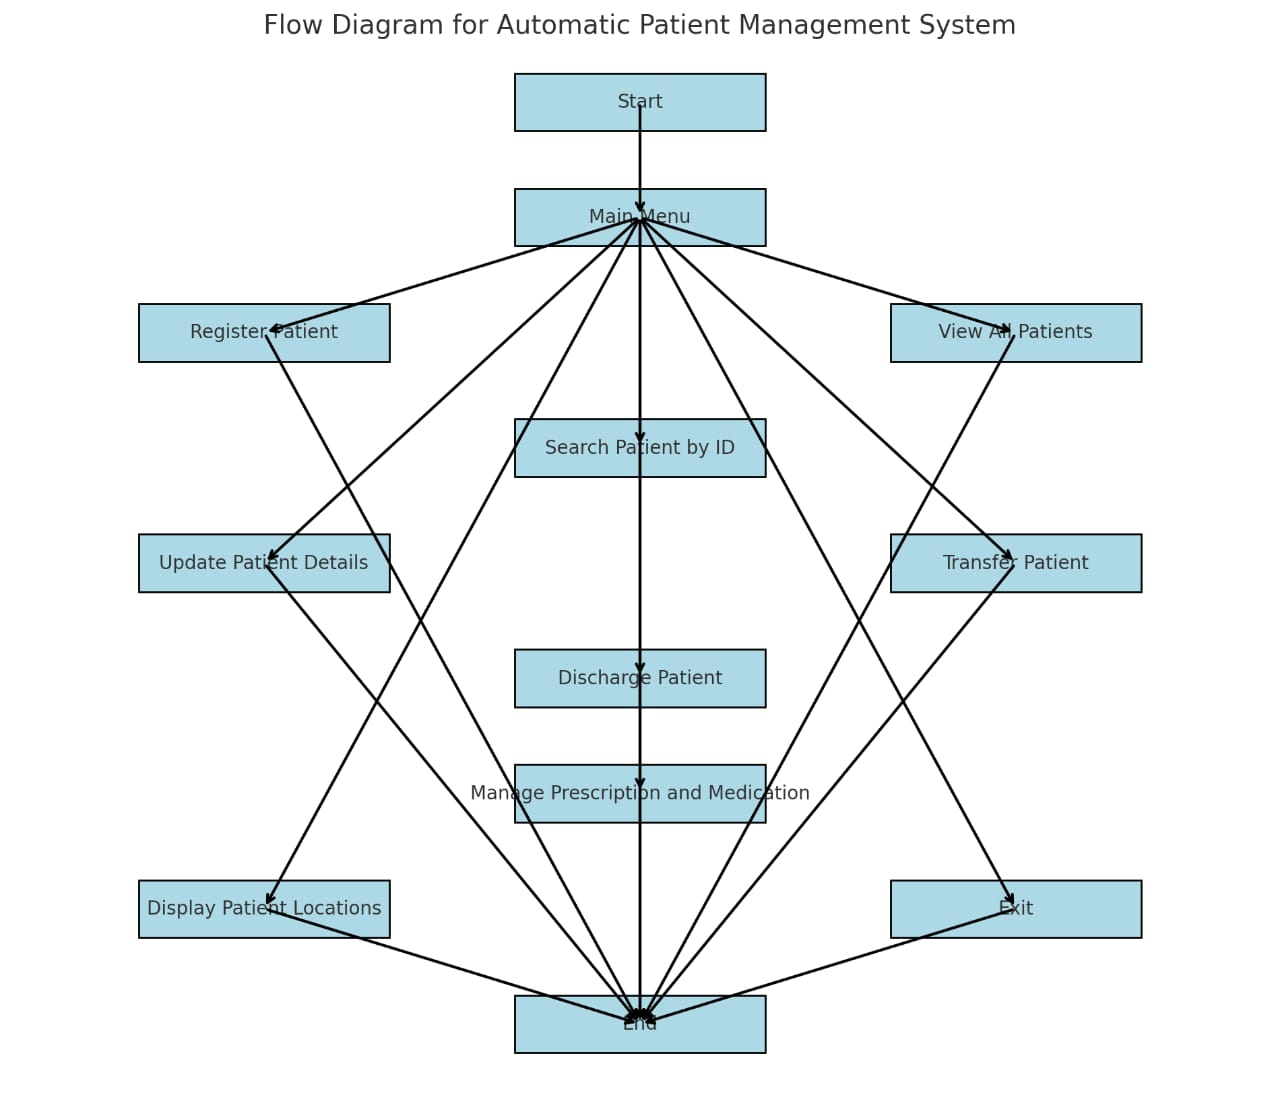 Flow Diagram for Automatic Patient Management System
Start
Main Menu
Register Patient
View All Patients
Search Patient by ID
Update Patient Details
Transfer Patient
Discharge Patient
Manage Prescription and Medication
Display Patient Locations
Exit
End